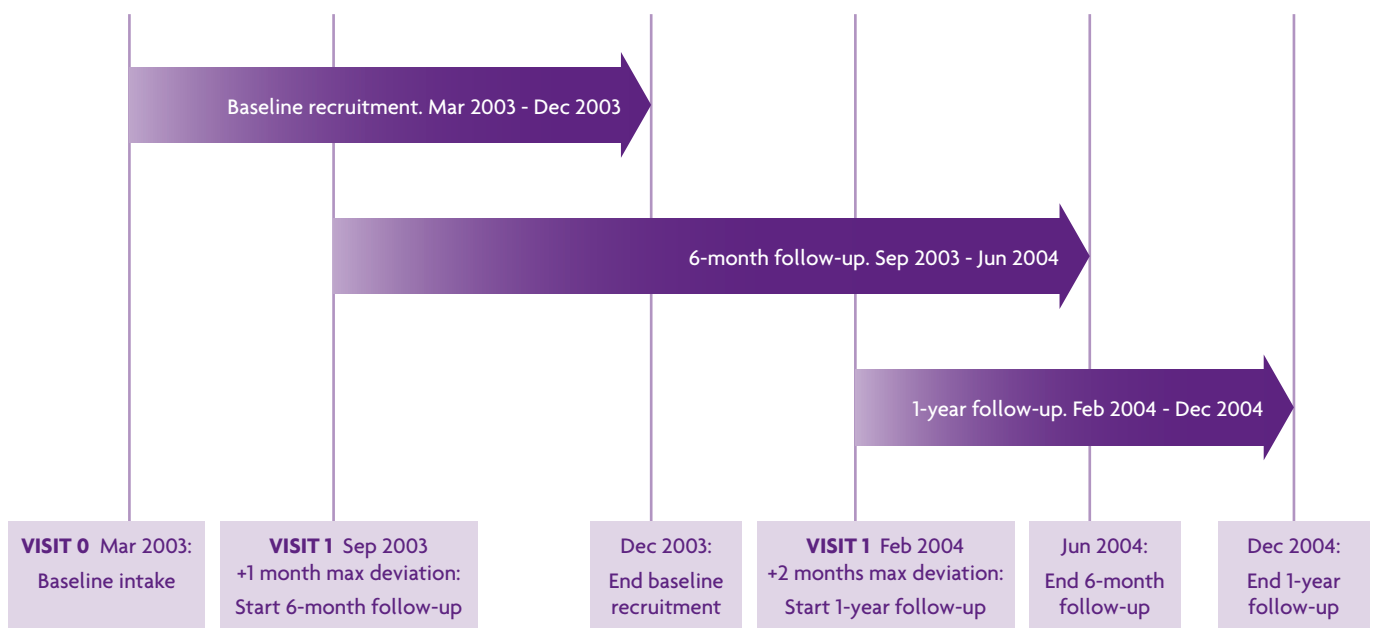 Baseline recruitment. Mar 2003 - Dec 2003
6-month follow-up. Sep 2003 - Jun 2004
1-year follow-up. Feb 2004 - Dec 2004
VISIT 0 Mar 2003:
Baseline intake
VISIT 1 Sep 2003
+1 month max deviation:
Start 6-month follow-up
Dec 2003:
End baseline
recruitment
VISIT 1 Feb 2004
+2 months max deviation:
Start 1-year follow-up
Jun 2004:
End 6-month
follow-up
Dec 2004:
End 1-year
follow-up